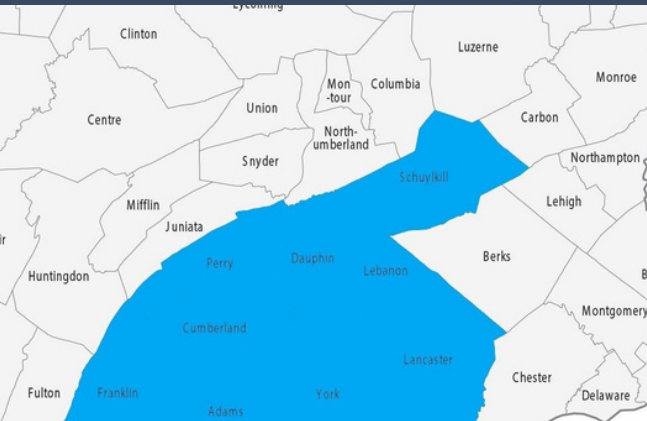 Lycoming
Clinton
Luzerne
Monroe
Mon
-tour
Columbia
Centre
Union
Carbon
North-
umberland
Snyder
Northampton
Schuylkill
Mifflin
Lehigh
Juniata
Perry
Dauphin
Lebanon
Berks
Huntingdon
Montgomery
Cumberland
Lancaster
Chester
Fulton
Franklin
York
Delaware
Adams